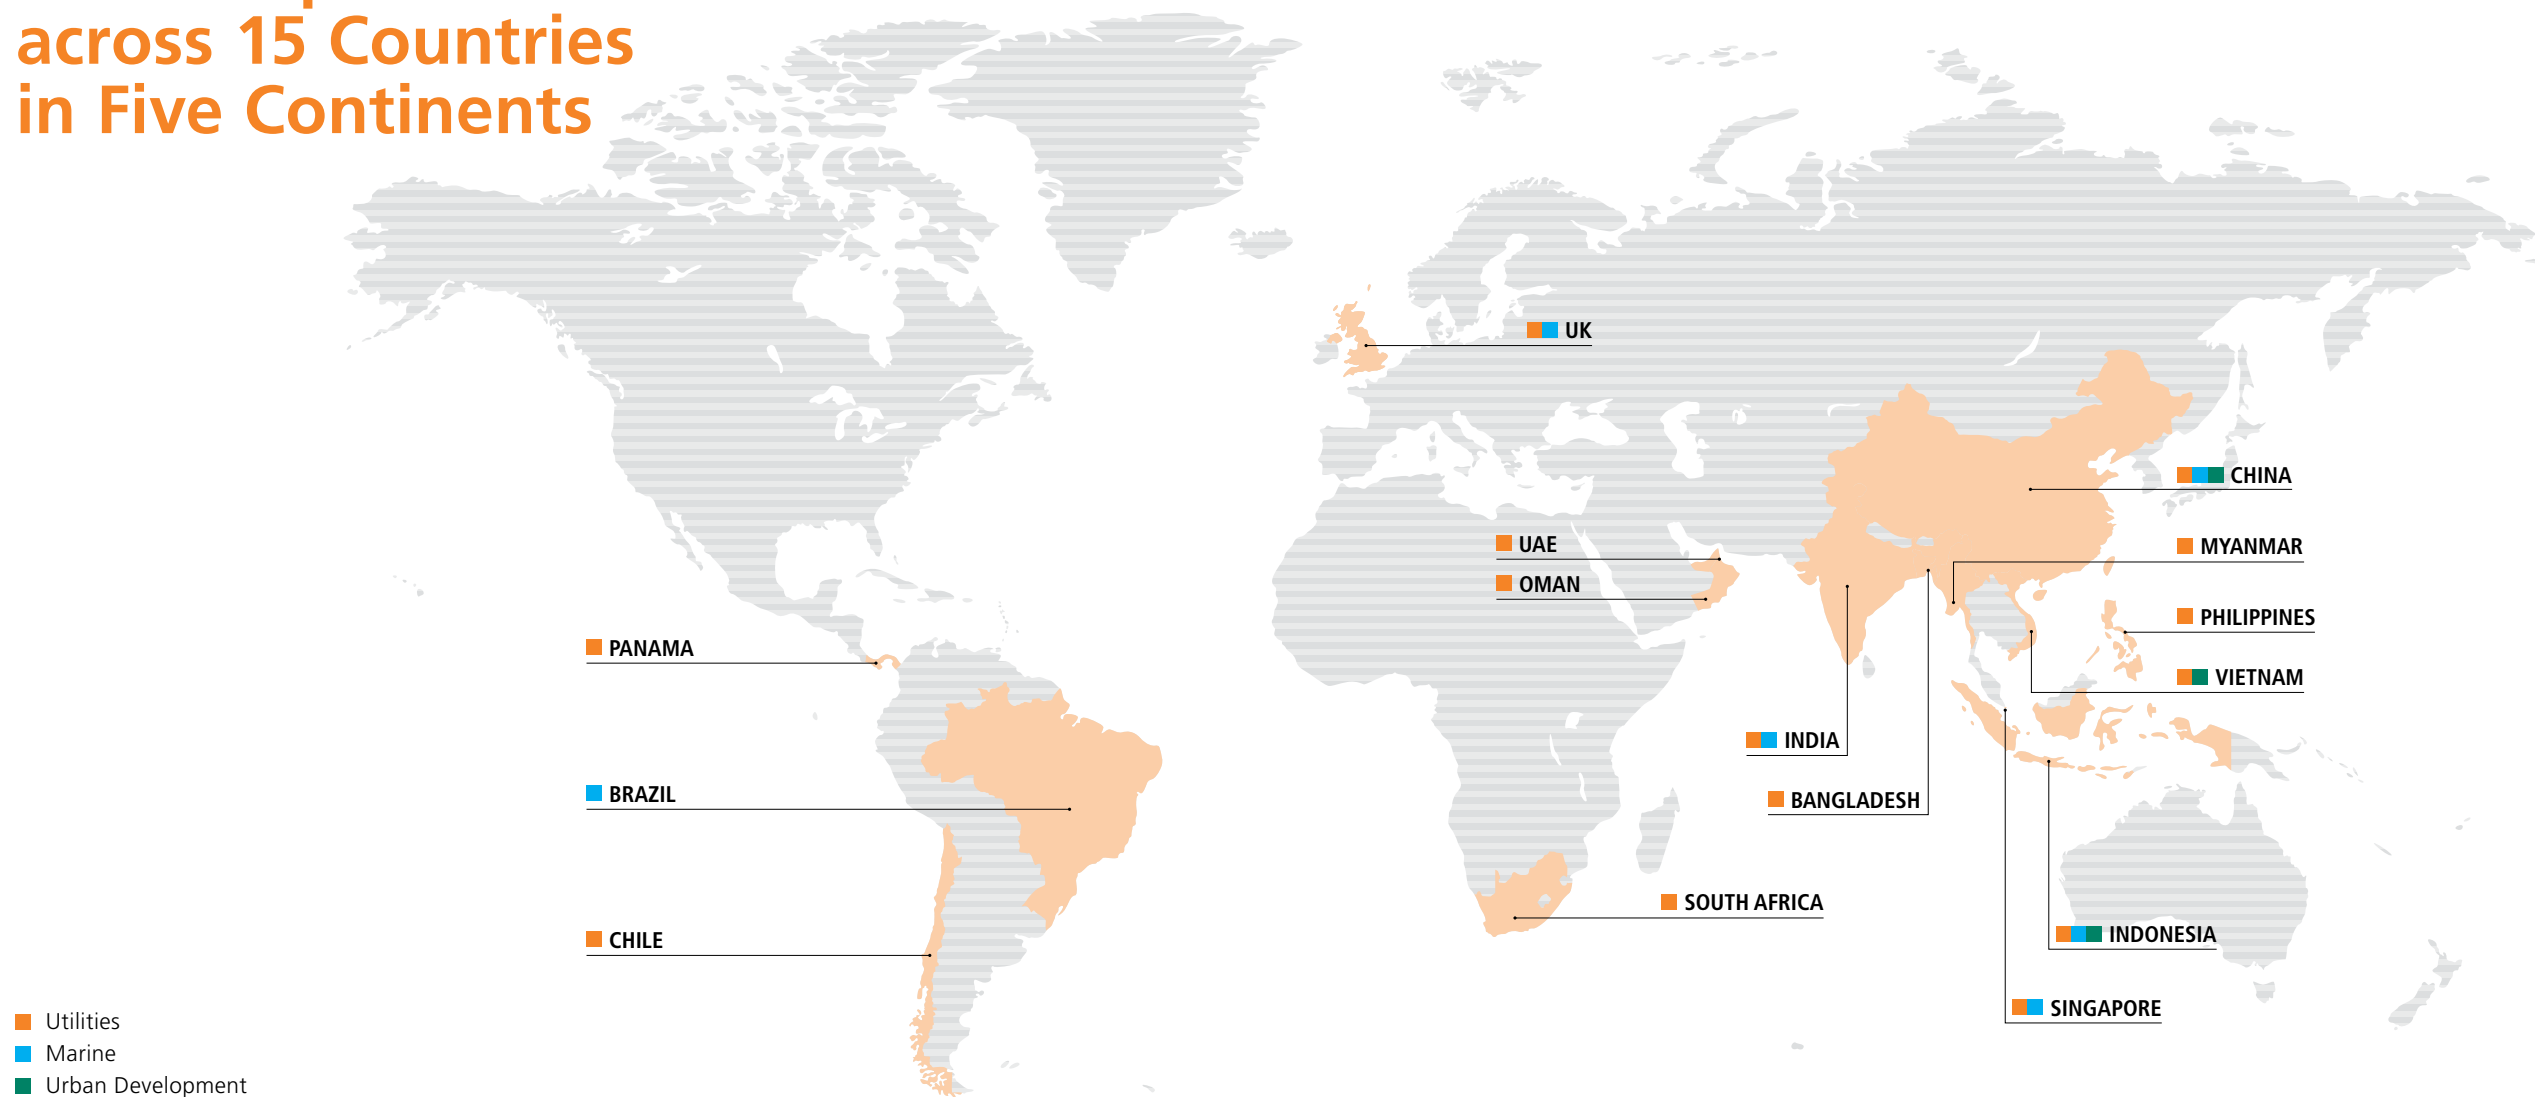 across 15 Countries
in Five Continents
UK
CHINA
UAE
MYANMAR
OMAN
PHILIPPINES
PANAMA
VIETNAM
INDIA
BRAZIL
BANGLADESH
SOUTH AFRICA
CHILE
INDONESIA
SINGAPORE
Utilities
Marine
Urban Development